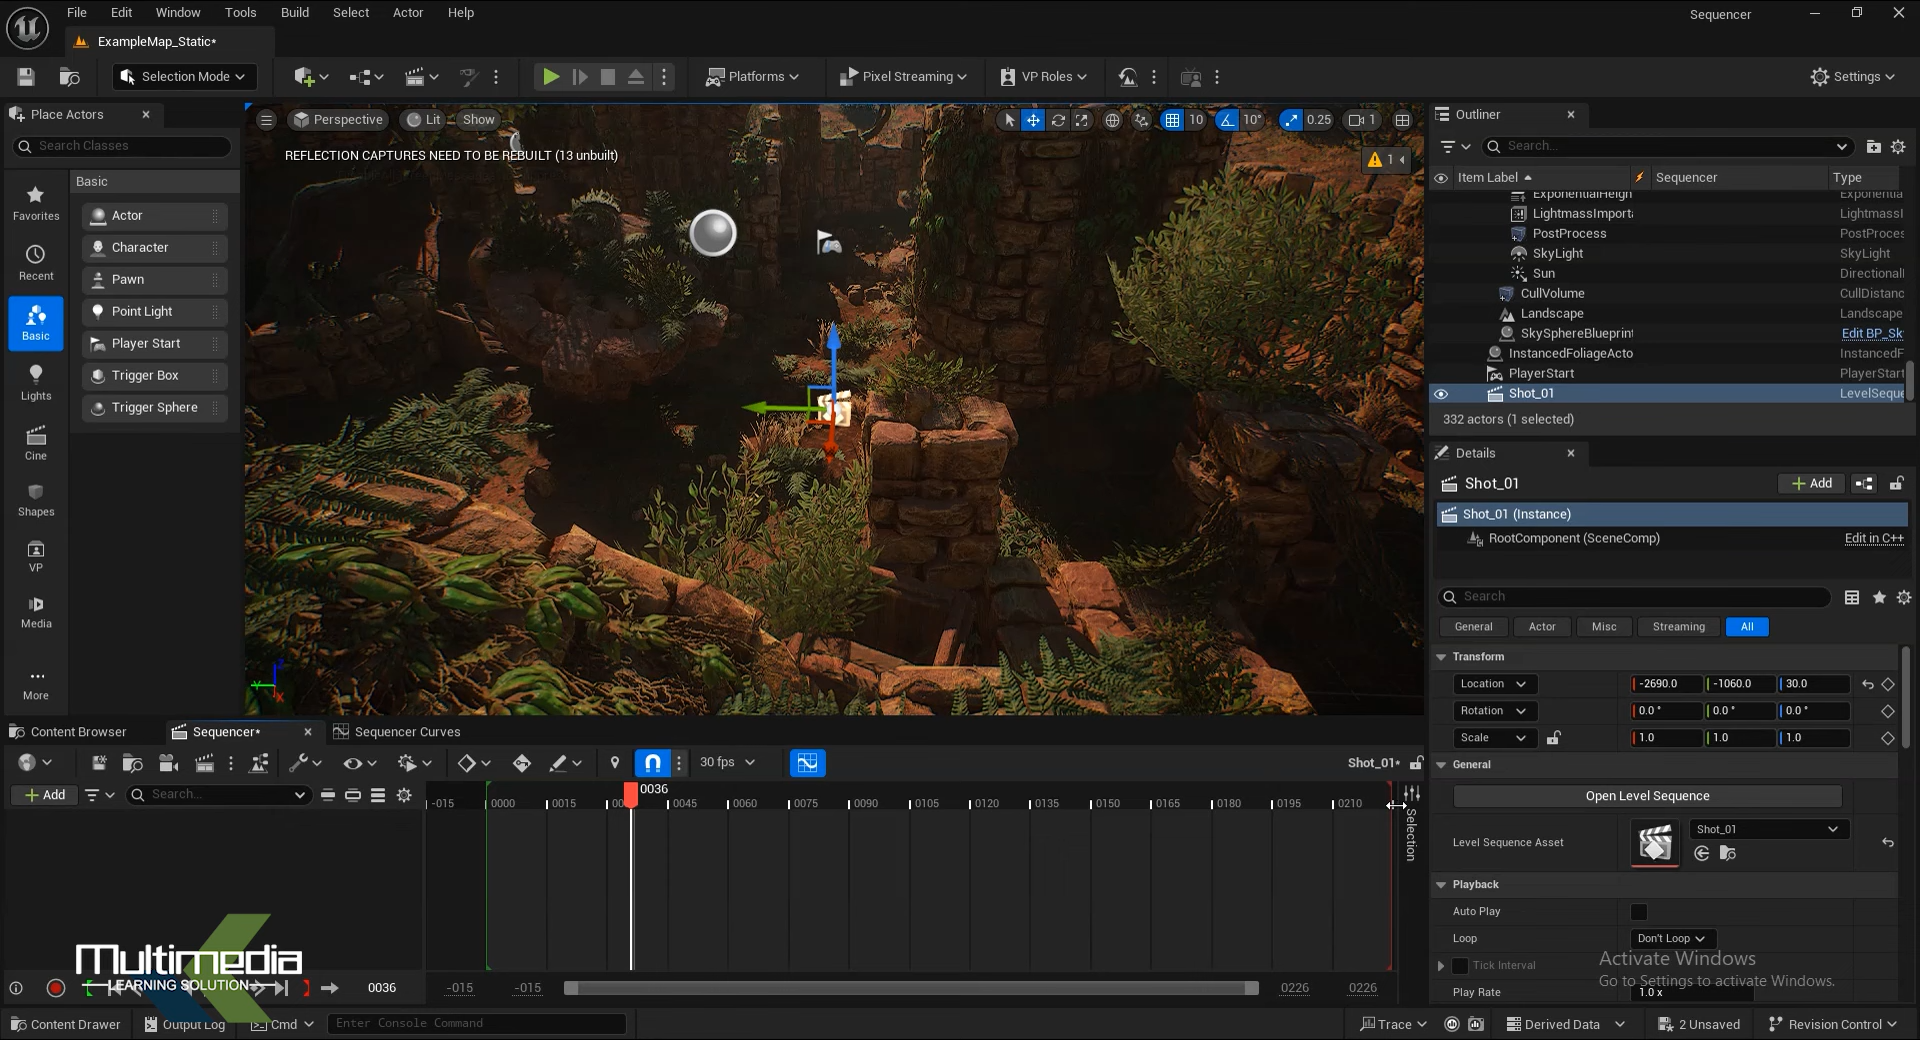 File Edit Window Tools Build Select Actor Help
Sequencer
ExampleMap_Static*
Selection Mode
Platforms
Pixel Streaming
VP Roles
Settings
Place Actors
Search Classes
Basic
Favorites
Recent
Basic
Lights
Cine
Shapes
VP
Media
More
Actor
Character
Pawn
Point Light
Player Start
Trigger Box
Trigger Sphere
Perspective
Lit
Show
10
10°
0.25
1
REFLECTION CAPTURES NEED TO BE REBUILT (13 unbuilt)
1
Outliner
Search...
Item Label
Sequencer
Type
ExponentialHeigh Exponentia
LightmassImporta LightmassI
PostProcess PostProces
SkyLight SkyLight
Sun Directional
CullVolume CullDistanc
Landscape Landscape
SkySphereBlueprint Edit BP_Sk
InstancedFoliageActo InstancedF
PlayerStart PlayerStart
Shot_01 LevelSeque
332 actors (1 selected)
Details
Shot_01
Add
Shot_01 (Instance)
RootComponent (SceneComp)
Edit in C++
Search
General Actor Misc Streaming All
Transform
Location -2690.0 -1060.0 30.0
Rotation 0.0° 0.0° 0.0°
Scale 1.0 1.0 1.0
General
Open Level Sequence
Level Sequence Asset
Shot_01
Playback
Auto Play
Loop
Don't Loop
Tick Interval
Play Rate
1.0 x
Activate Windows
Go to Settings to activate Windows.
Content Browser
Sequencer*
Sequencer Curves
30 fps
Shot_01*
Add
Search...
0036
-015 0000 0015 00 0045 0060 0075 0090 0105 0120 0135 0150 0165 0180 0195 0210
Selection
Multimedia
LEARNING SOLUTION
0036
-015 -015 0226 0226
Content Drawer
Output Log
Cmd
Enter Console Command
Trace
Derived Data
2 Unsaved
Revision Control